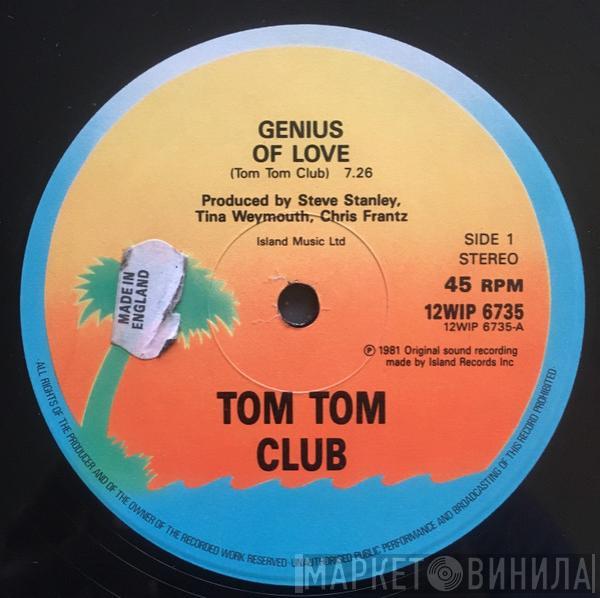 GENIUS
OF LOVE
(Tom Tom Club) 7.26
Produced by Steve Stanley,
Tina Weymouth, Chris Frantz
Island Music Ltd
SIDE 1
STEREO
45 RPM
12WIP 6735
12WIP 6735-A
Ⓟ 1981 Original sound recording
made by Island Records Inc
MADE IN
ENGLAND
TOM TOM
CLUB
·ALL RIGHTS OF THE PRODUCER AND OF THE OWNER OF THE RECORDED WORK RESERVED·UNAUTHORISED PUBLIC PERFORMANCE AND BROADCASTING OF THIS RECORD PROHIBITED·
МАРКЕТ ВИНИЛА